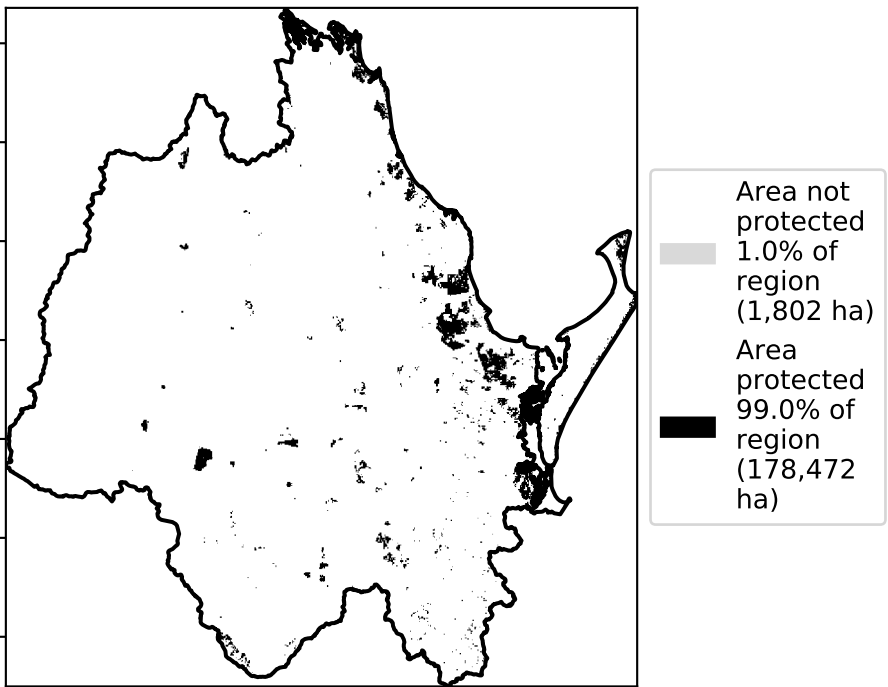 Area not
protected
1.0% of
region
(1,802 ha)
Area
protected
99.0% of
region
(178,472
ha)